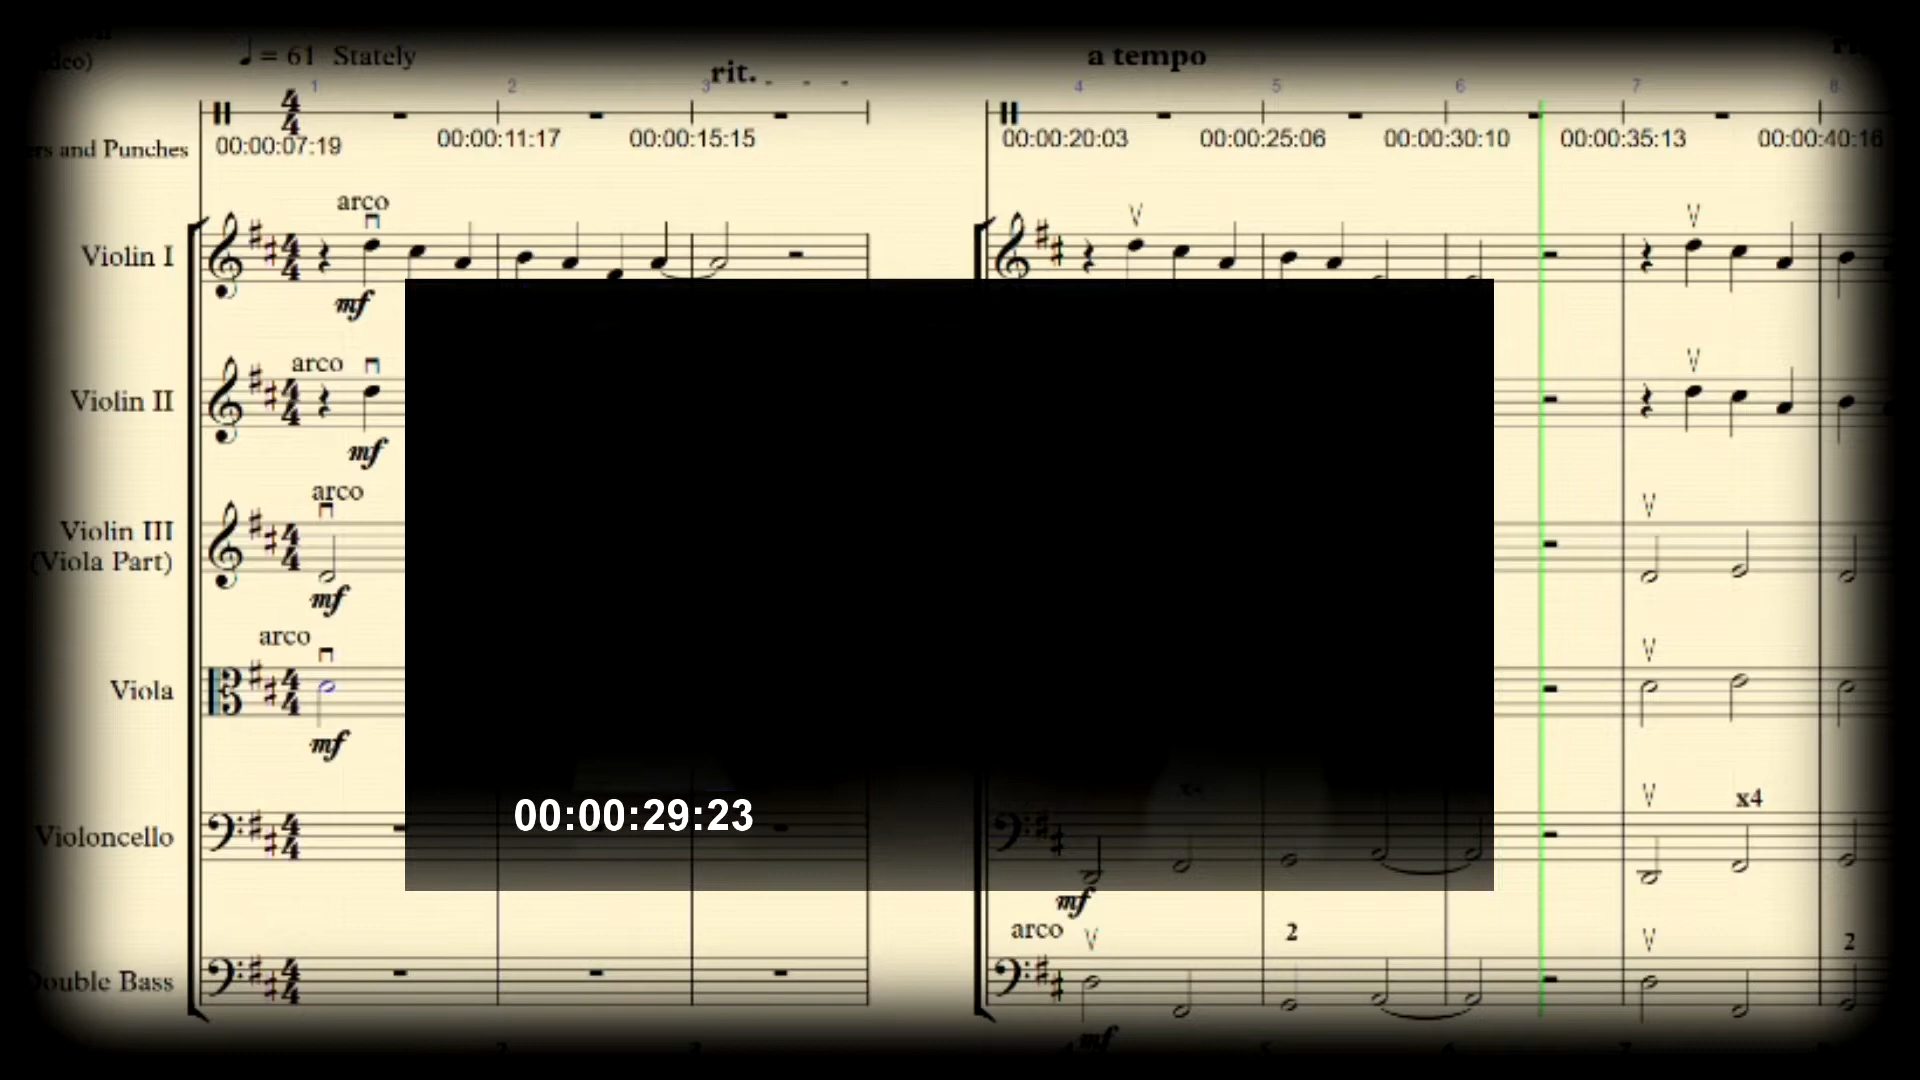 = 61 Stately
rit.
a tempo
1 2 3 4 5 6 7 8
4
4
00:00:07:19 00:00:11:17 00:00:15:15 00:00:20:03 00:00:25:06 00:00:30:10 00:00:35:13 00:00:40:16
and Punches
arco
Violin I
mf
arco
Violin II
mf
arco
Violin III
(Viola Part)
mf
arco
Viola
mf
x4
00:00:29:23
Violoncello
mf
arco 2 2
Double Bass
mf